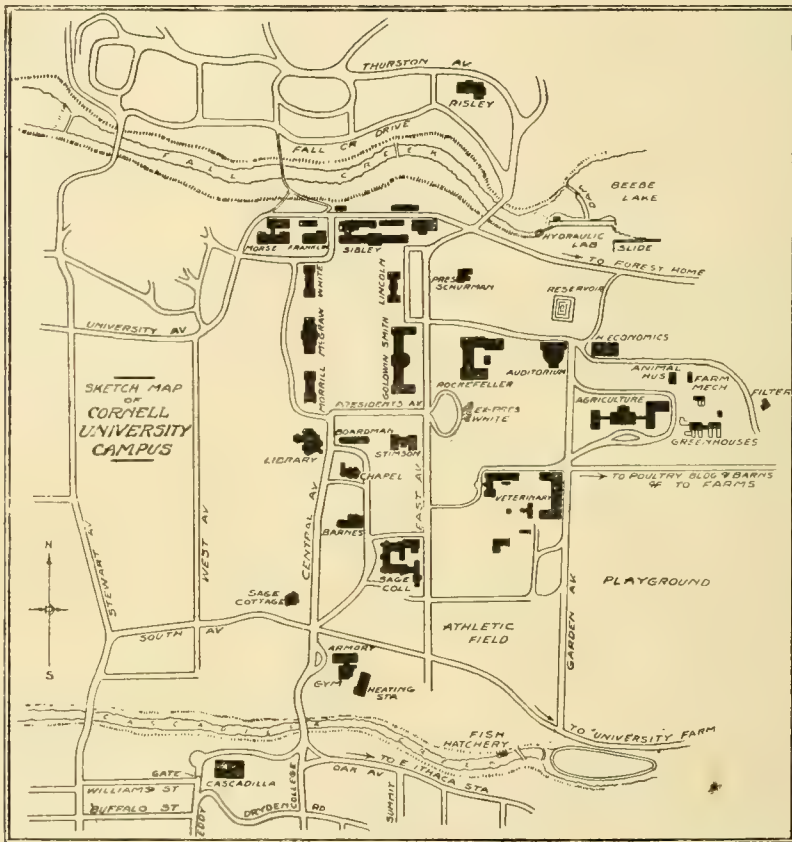 THURSTON AV
RISLEY
FALL CR DRIVE
FALL CREEK
BEEBE
LAKE
DAM
HYDRAULIC LAB
SLIDE
TO FOREST HOME
MORSE
FRANKLIN
SIBLEY
WHITE
LINCOLN
PRES
SCHURMAN
RESERVOIR
UNIVERSITY AV
McGRAW
MORRILL
GOLDWIN SMITH
ROCKEFELLER
AUDITORIUM
H. ECONOMICS
ANIMAL
HUS
FARM
MECH
FILTER
AGRICULTURE
GREENHOUSES
SKETCH MAP
OF
CORNELL
UNIVERSITY
CAMPUS
PRESIDENTS AV
EX-PRES
WHITE
LIBRARY
BOARDMAN
STIMSON
CHAPEL
TO POULTRY BLDG & BARNS
& TO FARMS
VETERINARY
EAST AV
CENTRAL AV
BARNES
SAGE
COLL
STEWART AV
WEST AV
N
S
SAGE
COTTAGE
SOUTH AV
PLAYGROUND
ATHLETIC
FIELD
GARDEN AV
ARMORY
GYM
HEATING
STA
CASCADILLA
CREEK
FISH
HATCHERY
TO UNIVERSITY FARM
TO E ITHACA STA
OAK AV
GATE
CASCADILLA
WILLIAMS ST
BUFFALO ST
EDDY
DRYDEN RD
COLLEGE
SUMMIT